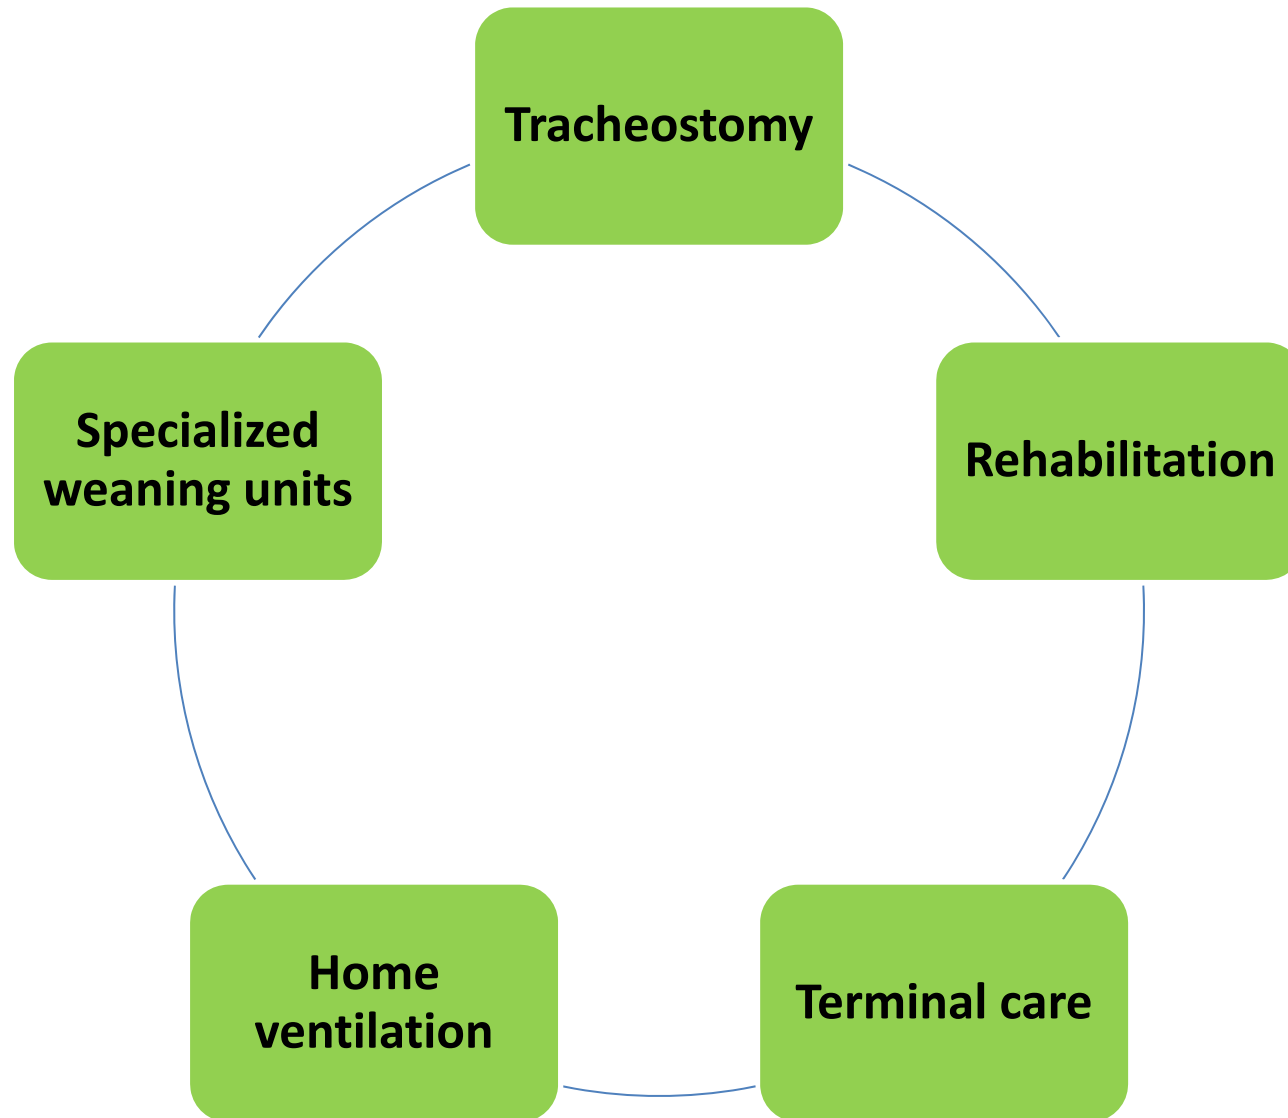 Tracheostomy
Specialized
weaning units
Rehabilitation
Home
ventilation
Terminal care